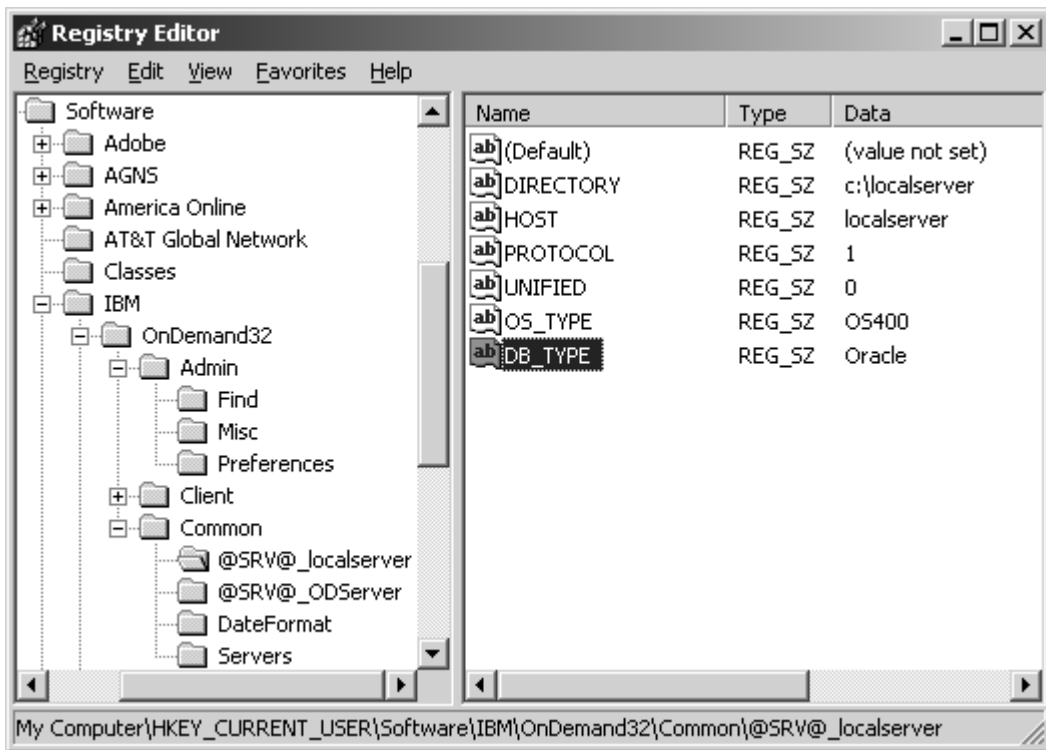 Registry Editor
Registry Edit View Favorites Help
Software
Adobe
AGNS
America Online
AT&T Global Network
Classes
IBM
OnDemand32
Admin
Find
Misc
Preferences
Client
Common
@SRV@_localserver
@SRV@_ODServer
DateFormat
Servers
Name Type Data
(Default) REG_SZ (value not set)
DIRECTORY REG_SZ c:\localserver
HOST REG_SZ localserver
PROTOCOL REG_SZ 1
UNIFIED REG_SZ 0
OS_TYPE REG_SZ OS400
DB_TYPE REG_SZ Oracle
My Computer\HKEY_CURRENT_USER\Software\IBM\OnDemand32\Common\@SRV@_localserver